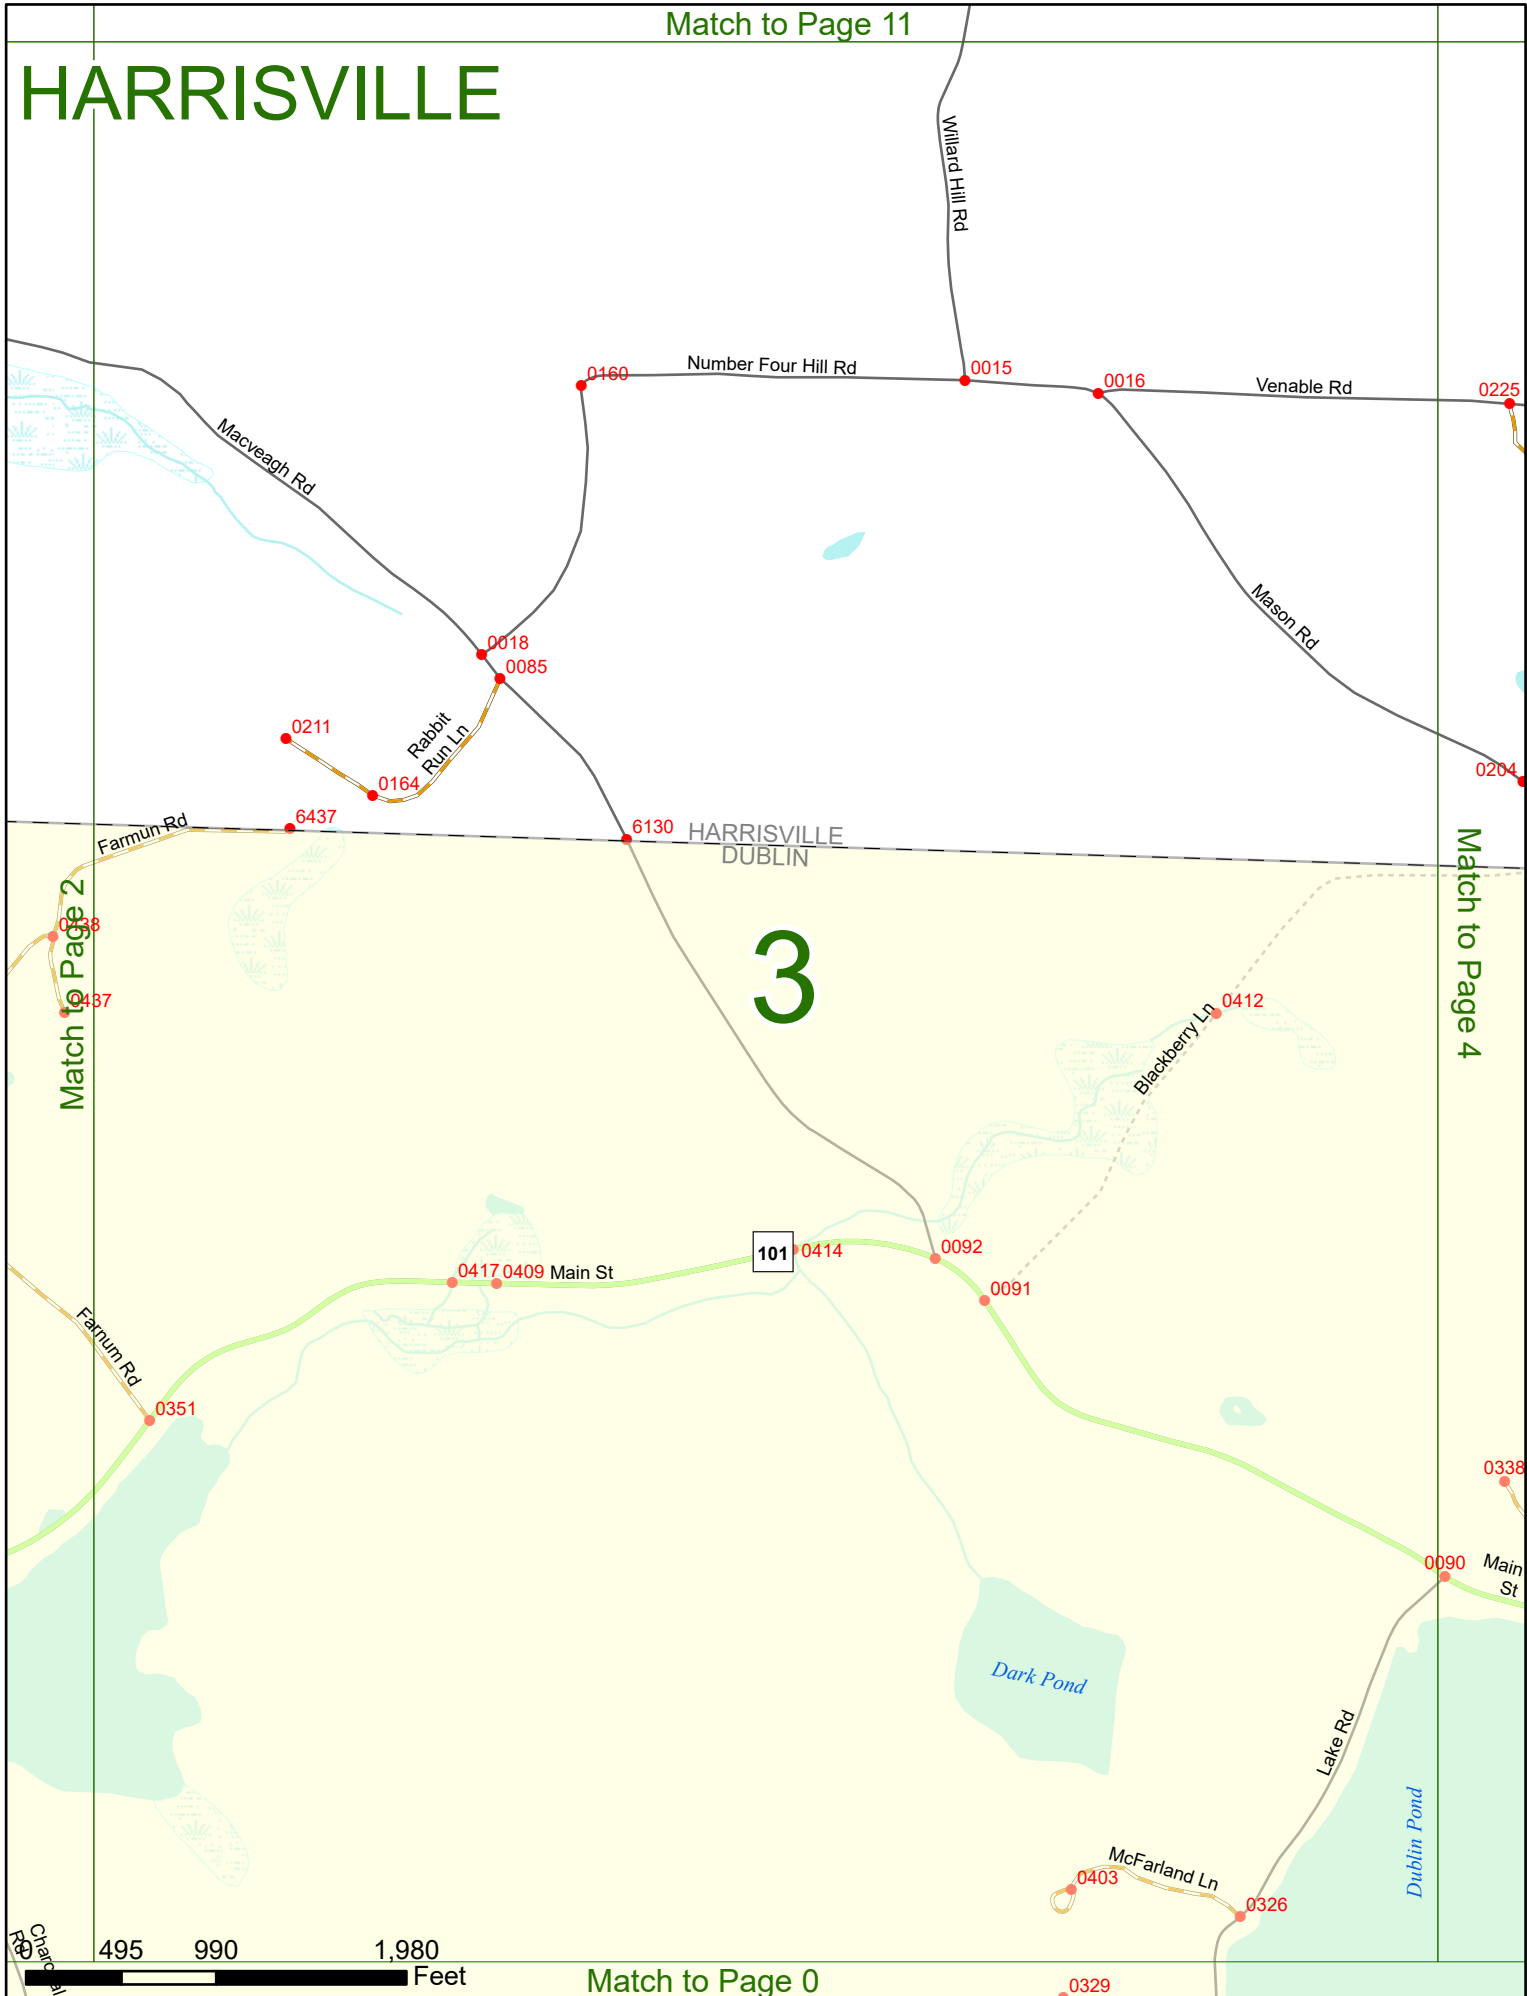 Match to Page 11
HARRISVILLE
Willard Hill Rd
0160
Number Four Hill Rd
0015
0016
Venable Rd
0225
Macveagh Rd
Mason Rd
0018
0085
0211
Rabbit
Run Ln
0164
0204
6437
Farmun Rd
6130
HARRISVILLE
DUBLIN
Match to Page 2
Match to Page 4
0438
3
0437
0412
Blackberry Ln
101
0414
0092
0417
0409
Main St
0091
Farnum Rd
0351
0338
0090
Main
St
Dark Pond
Lake Rd
Dublin Pond
McFarland Ln
0403
0326
Charcoal
Rd
0
495
990
1,980
Feet
Match to Page 0
0329